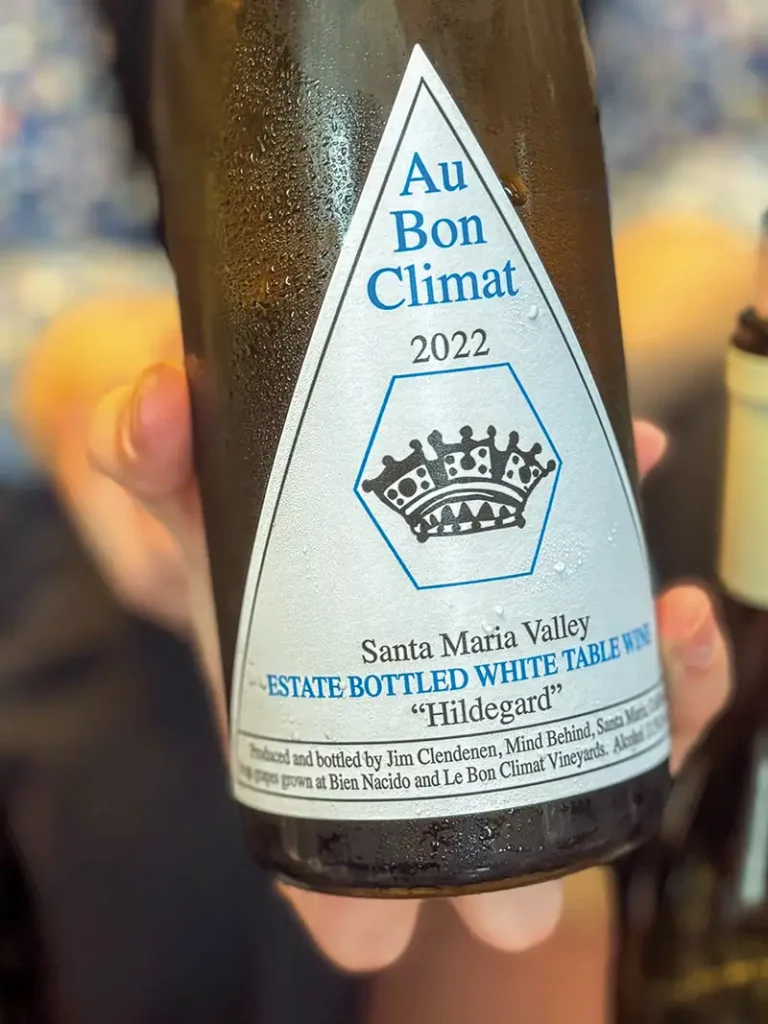 Au
Bon
Climat
2022
Santa Maria Valley
ESTATE BOTTLED WHITE TABLE WINE
“Hildegard”
Produced and bottled by Jim Clendenen, Mind Behind, Santa Maria,
grapes grown at Bien Nacido and Le Bon Climat Vineyards. Alcohol